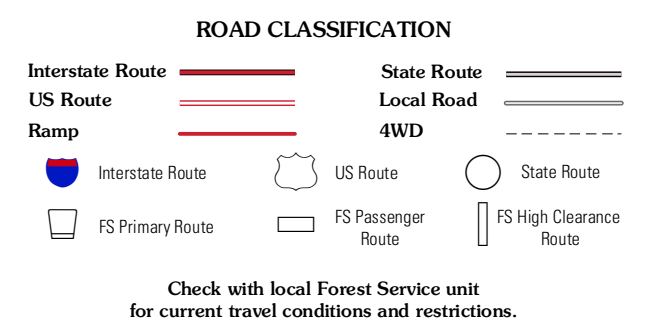 ROAD CLASSIFICATION
Interstate Route
State Route
US Route
Local Road
Ramp
4WD
Interstate Route
US Route
State Route
FS Primary Route
FS Passenger
Route
FS High Clearance
Route
Check with local Forest Service unit
for current travel conditions and restrictions.